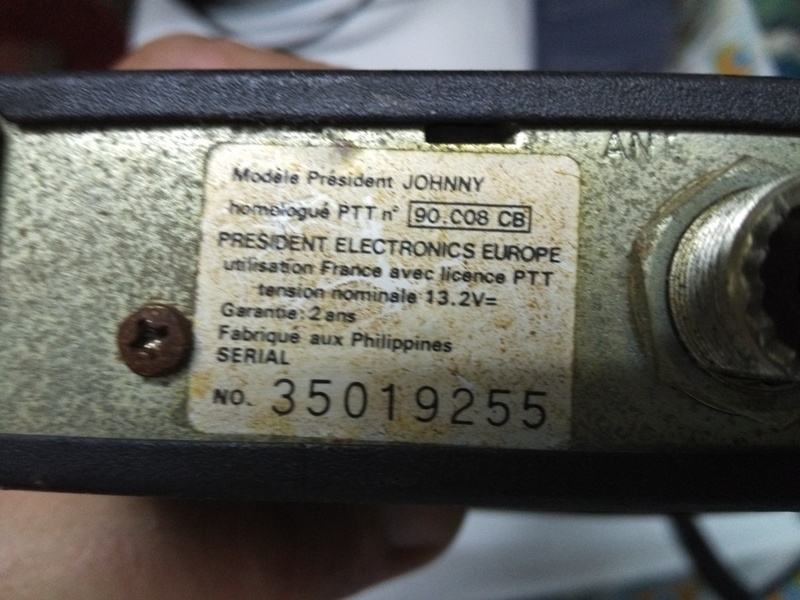 ANT
Modèle Président JOHNNY
homologué PTT n° 90.C08 CB
PRESIDENT ELECTRONICS EUROPE
utilisation France avec licence PTT
tension nominale 13.2V=
Garantie: 2 ans
Fabriqué aux Philippines
SERIAL
NO. 35019255